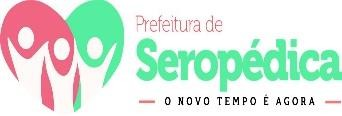 Prefeitura de
Seropédica
O NOVO TEMPO É AGORA